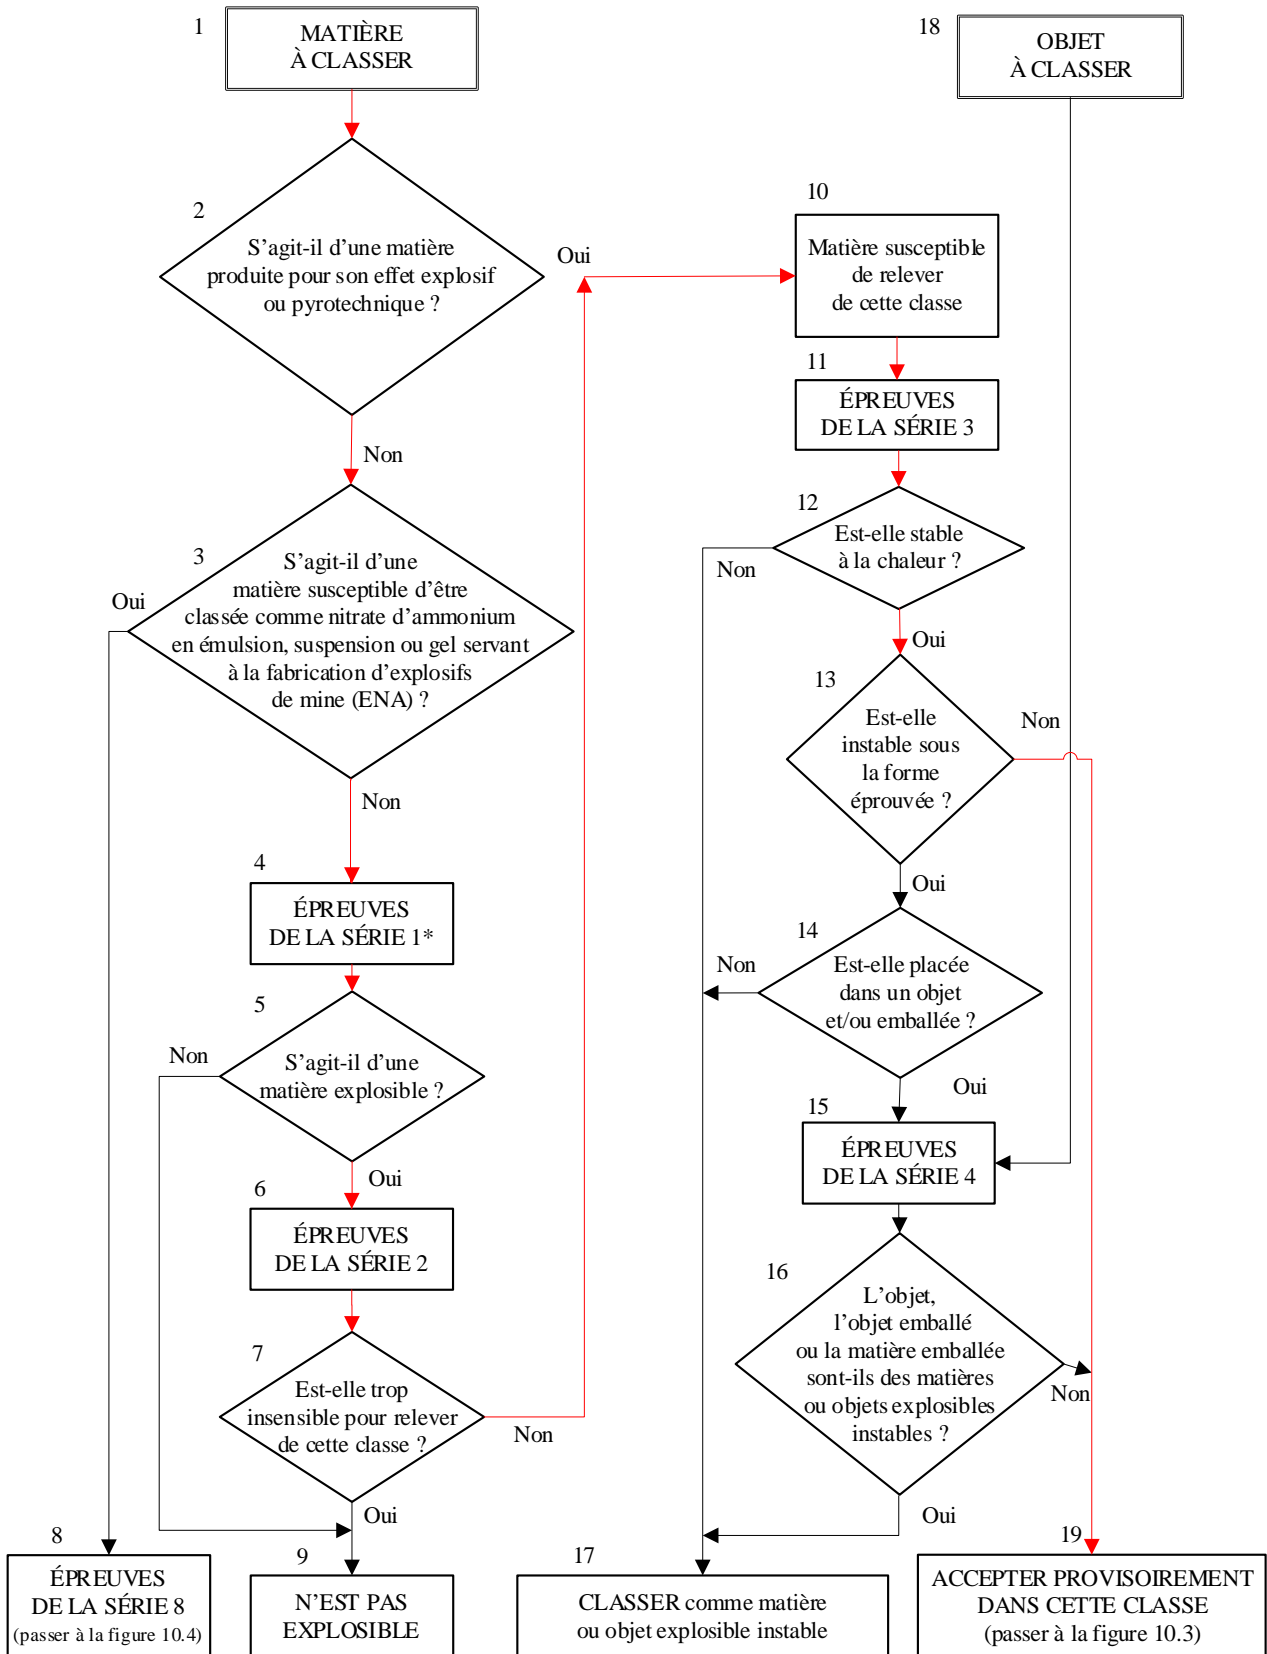 1
MATIÈRE
À CLASSER
2
S’agit-il d’une matière
produite pour son effet explosif
ou pyrotechnique ?
Oui
Non
3
S’agit-il d’une
matière susceptible d’être
classée comme nitrate d’ammonium
en émulsion, suspension ou gel servant
à la fabrication d’explosifs
de mine (ENA) ?
Oui
Non
4
ÉPREUVES
DE LA SÉRIE 1*
5
S’agit-il d’une
matière explosible ?
Non
Oui
6
ÉPREUVES
DE LA SÉRIE 2
7
Est-elle trop
insensible pour relever
de cette classe ?
Non
Oui
8
ÉPREUVES
DE LA SÉRIE 8
(passer à la figure 10.4)
9
N’EST PAS
EXPLOSIBLE
10
Matière susceptible
de relever
de cette classe
11
ÉPREUVES
DE LA SÉRIE 3
12
Est-elle stable
à la chaleur ?
Non
Oui
13
Est-elle
instable sous
la forme
éprouvée ?
Non
Oui
14
Est-elle placée
dans un objet
et/ou emballée ?
Non
Oui
15
ÉPREUVES
DE LA SÉRIE 4
16
L’objet,
l’objet emballé
ou la matière emballée
sont-ils des matières
ou objets explosibles
instables ?
Non
Oui
17
CLASSER comme matière
ou objet explosible instable
18
OBJET
À CLASSER
19
ACCEPTER PROVISOIREMENT
DANS CETTE CLASSE
(passer à la figure 10.3)